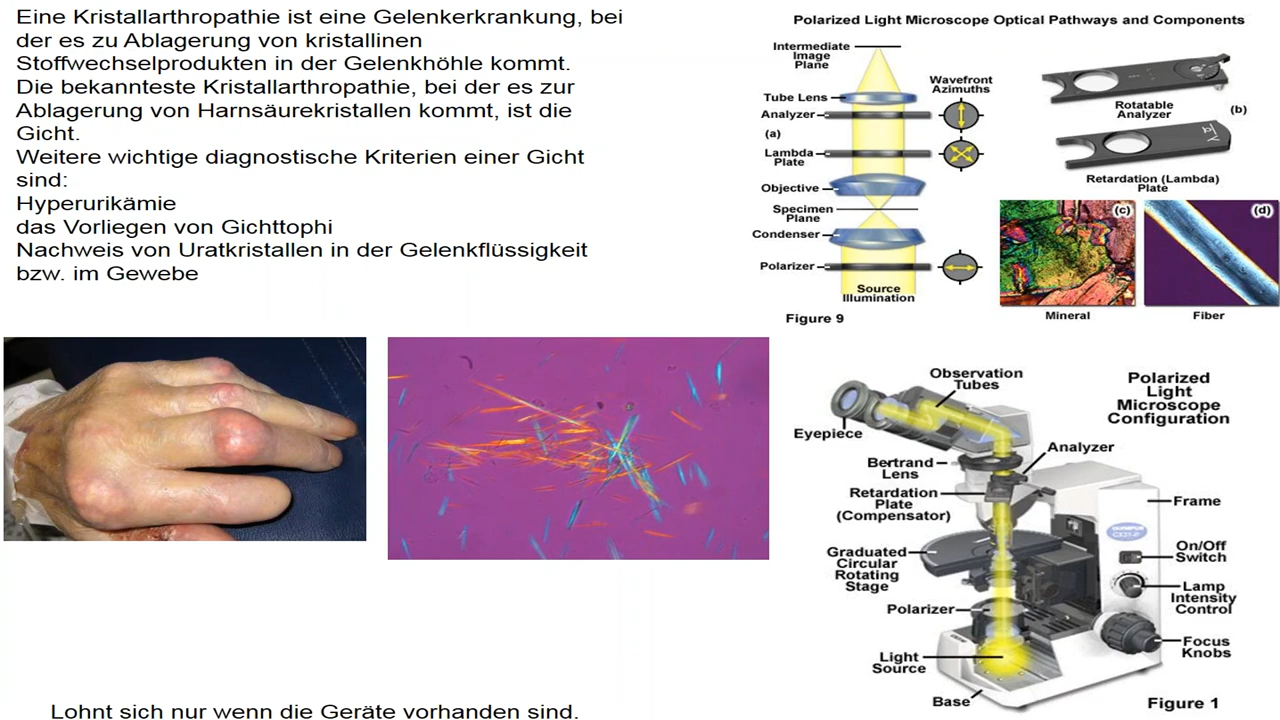 Eine Kristallarthropathie ist eine Gelenkerkrankung, bei
der es zu Ablagerung von kristallinen
Stoffwechselprodukten in der Gelenkhöhle kommt.
Die bekannteste Kristallarthropathie, bei der es zur
Ablagerung von Harnsäurekristallen kommt, ist die
Gicht.
Weitere wichtige diagnostische Kriterien einer Gicht
sind:
Hyperurikämie
das Vorliegen von Gichttophi
Nachweis von Uratkristallen in der Gelenkflüssigkeit
bzw. im Gewebe
Polarized Light Microscope Optical Pathways and Components
Intermediate
Image
Plane
Tube Lens
Analyzer
(a)
Lambda
Plate
Objective
Specimen
Plane
Condenser
Polarizer
Source
Illumination
Wavefront
Azimuths
Rotatable
Analyzer
(b)
Retardation (Lambda)
Plate
(c)
(d)
Mineral
Fiber
Figure 9
Observation
Tubes
Polarized
Light
Microscope
Configuration
Eyepiece
Analyzer
Bertrand
Lens
Retardation
Plate
(Compensator)
Frame
OLYMPUS
CX31-P
Graduated
Circular
Rotating
Stage
On/Off
Switch
Lamp
Intensity
Control
Polarizer
Focus
Knobs
Light
Source
Base
Figure 1
Lohnt sich nur wenn die Geräte vorhanden sind.